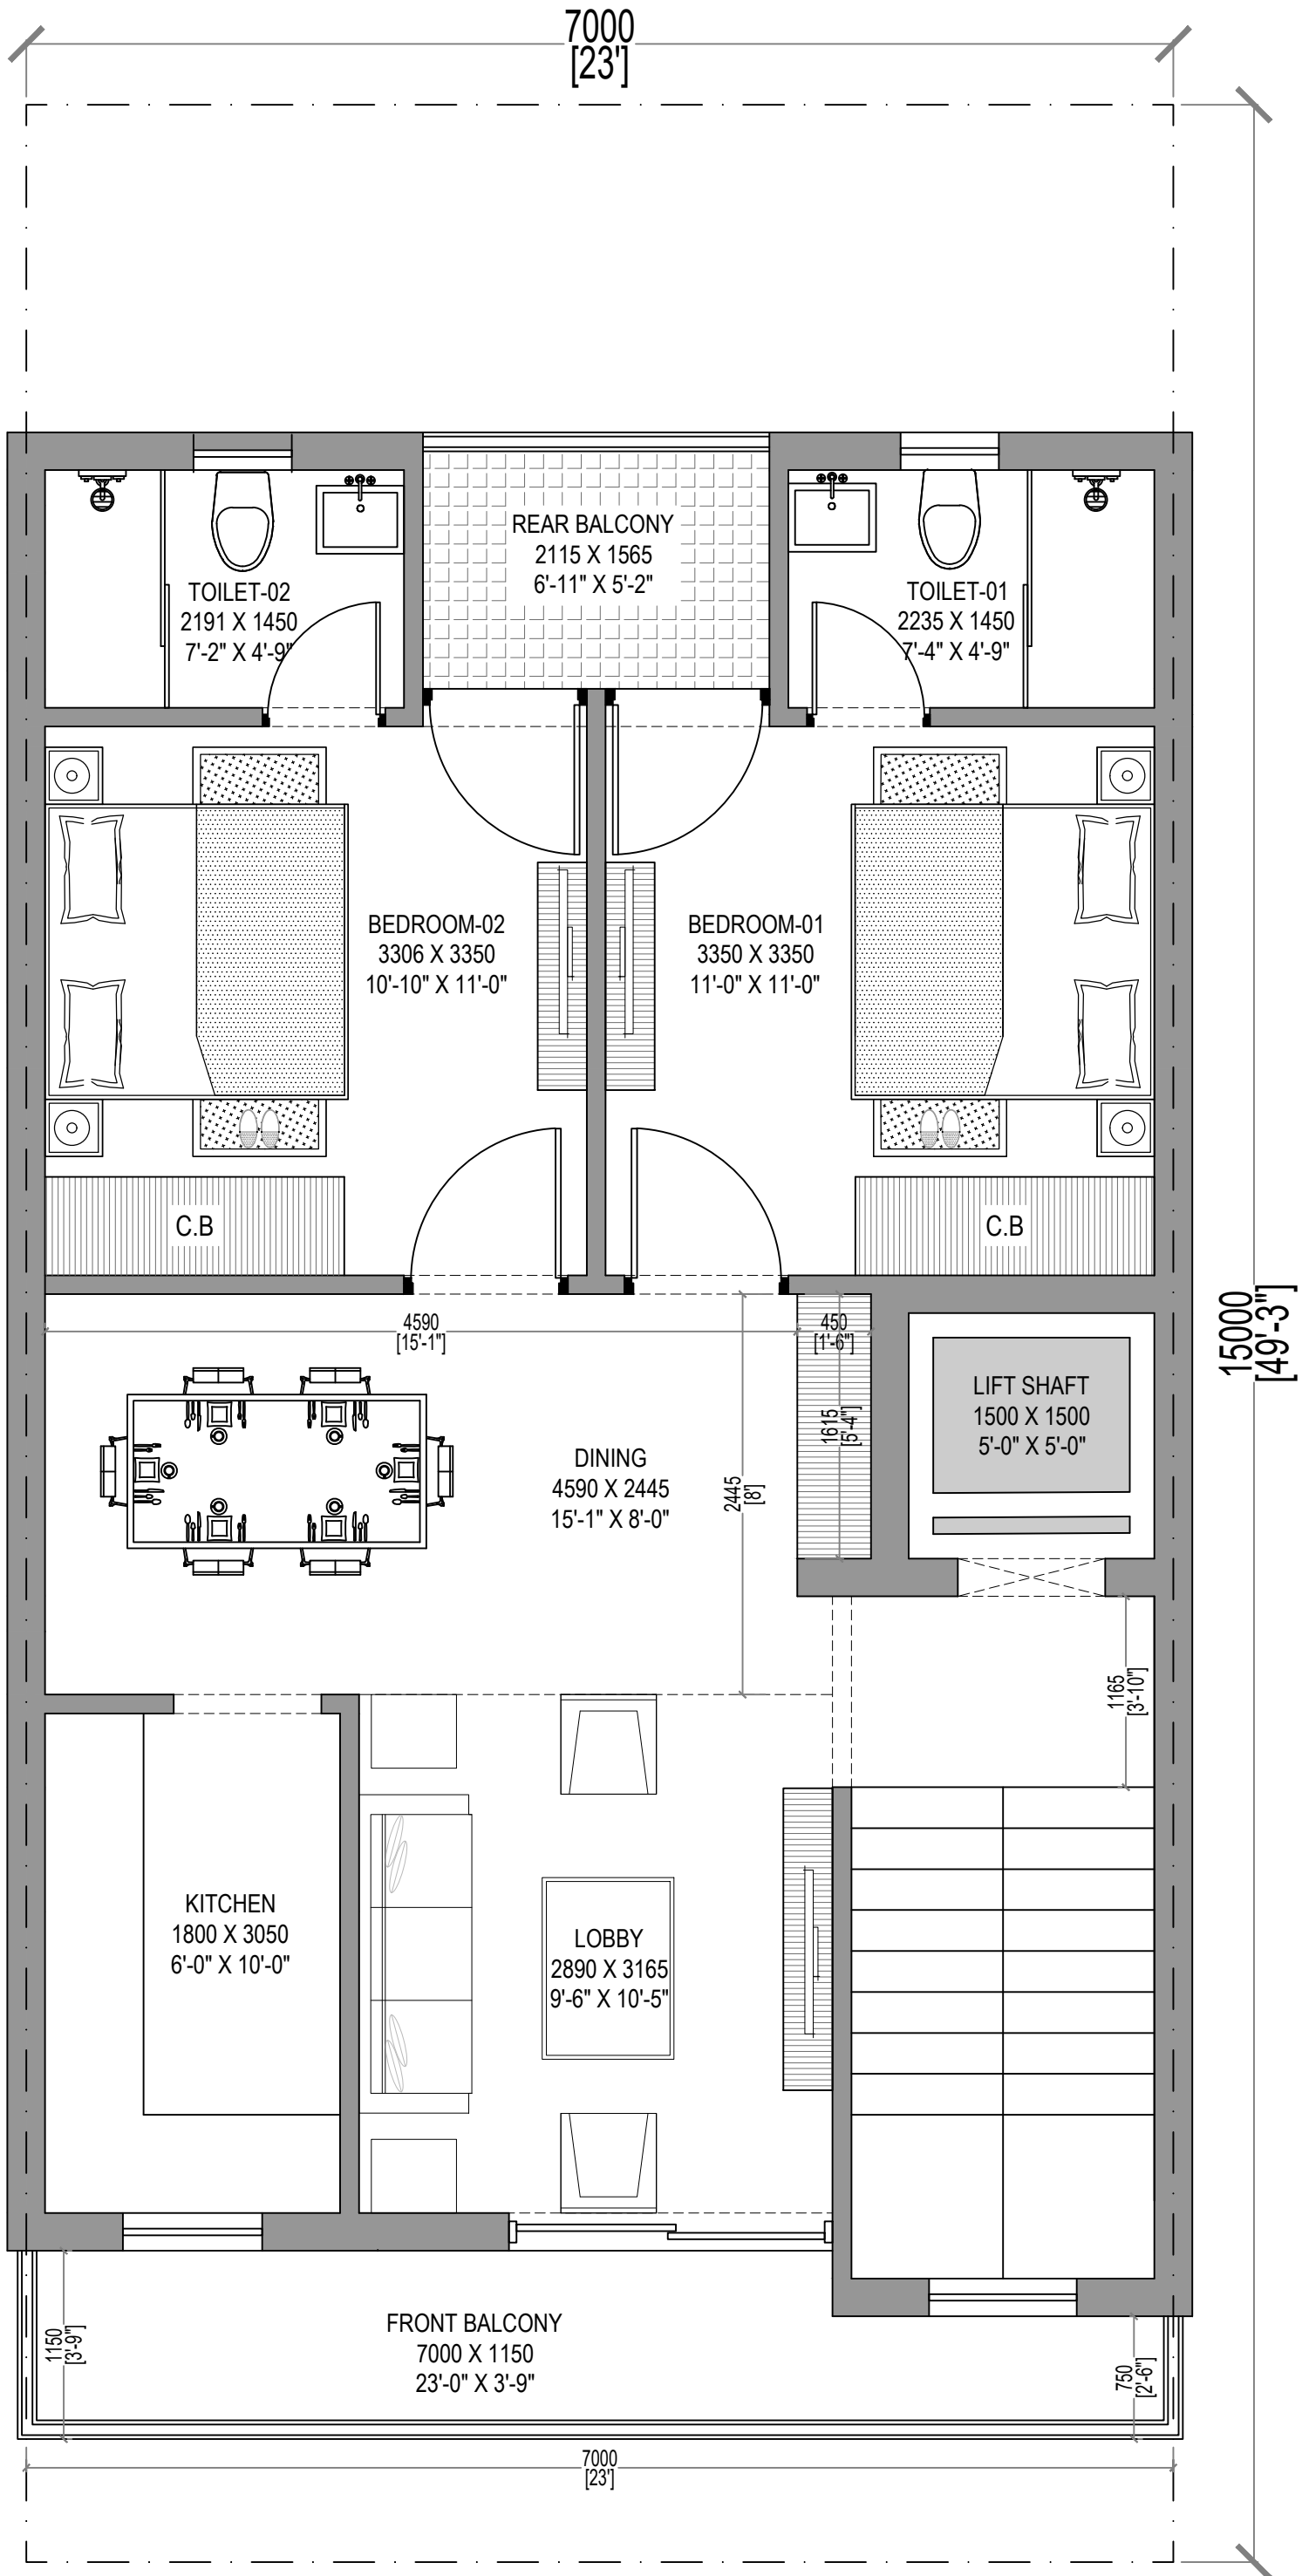 7000
[23']
REAR BALCONY
2115 X 1565
6'-11" X 5'-2"
TOILET-02
2191 X 1450
7'-2" X 4'-9"
TOILET-01
2235 X 1450
7'-4" X 4'-9"
BEDROOM-02
3306 X 3350
10'-10" X 11'-0"
BEDROOM-01
3350 X 3350
11'-0" X 11'-0"
C.B
C.B
15000
[49'-3"]
4590
[15'-1"]
450
[1'-6"]
1615
[5'-4"]
LIFT SHAFT
1500 X 1500
5'-0" X 5'-0"
DINING
4590 X 2445
15'-1" X 8'-0"
2445
[8']
1165
[3'-10"]
KITCHEN
1800 X 3050
6'-0" X 10'-0"
LOBBY
2890 X 3165
9'-6" X 10'-5"
FRONT BALCONY
7000 X 1150
23'-0" X 3'-9"
1150
[3'-9"]
750
[2'-6"]
7000
[23']